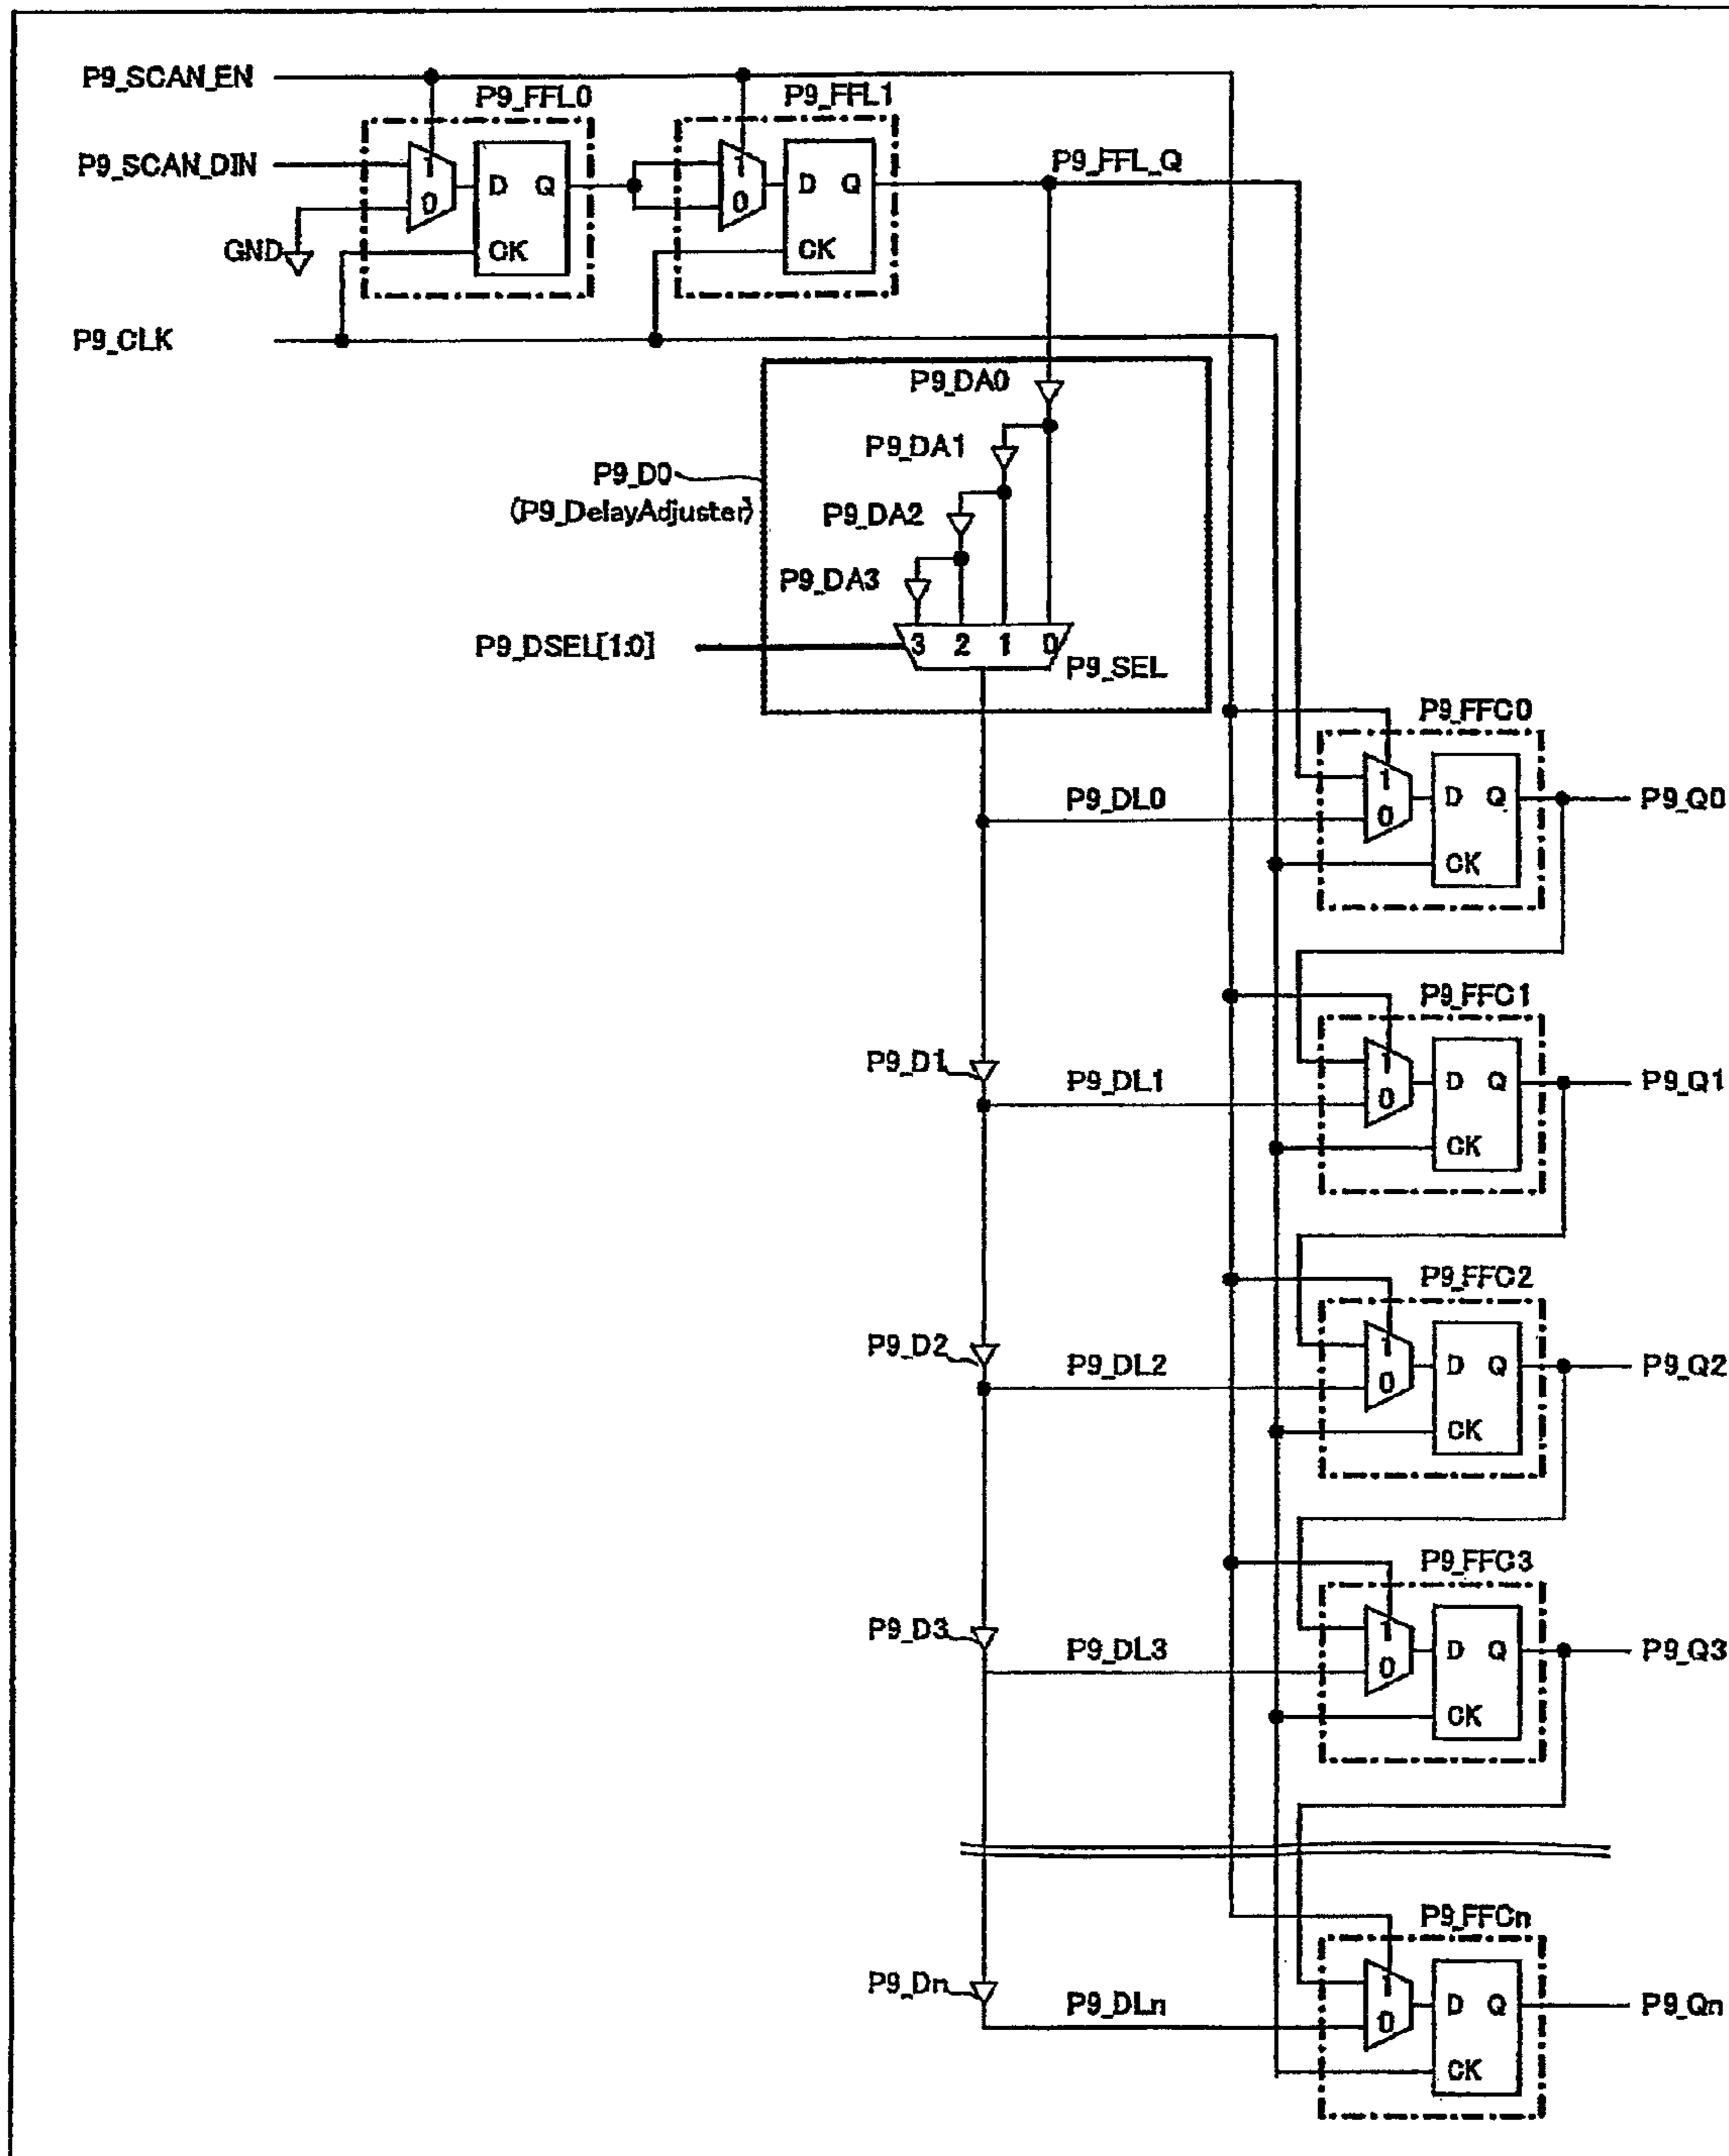 P9_SCAN_EN
P9_FFL0
P9_FFL1
P9_SCAN_DIN
1
0
D Q
CK
1
0
D Q
CK
P9_FFL_Q
GND
P9_CLK
P9_DA0
P9_DA1
P9_D0
(P9_DelayAdjuster)
P9_DA2
P9_DA3
P9_DSEL[1:0]
3 2 1 0
P9_SEL
P9_FFC0
P9_DL0
1
0
D Q
CK
P9_Q0
P9_FFC1
P9_D1
P9_DL1
1
0
D Q
CK
P9_Q1
P9_FFC2
P9_D2
P9_DL2
1
0
D Q
CK
P9_Q2
P9_FFC3
P9_D3
P9_DL3
1
0
D Q
CK
P9_Q3
P9_FFCn
P9_Dn
P9_DLn
1
0
D Q
CK
P9_Qn